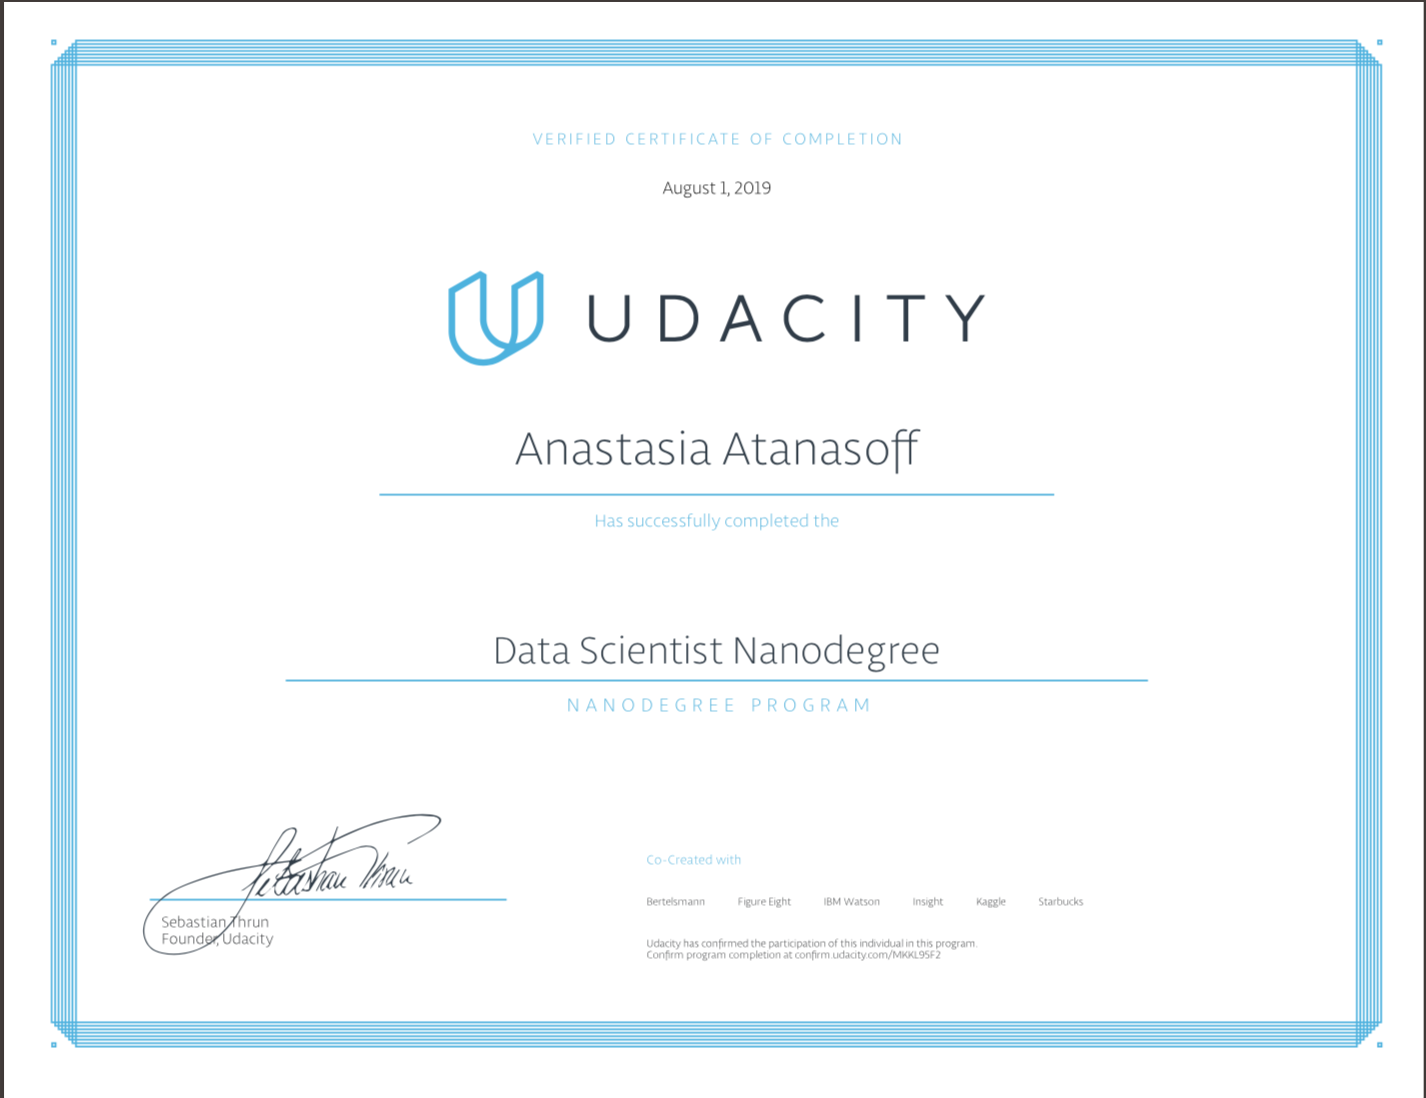 VERIFIED CERTIFICATE OF COMPLETION
August 1, 2019
UDACITY
Anastasia Atanasoff
Has successfully completed the
Data Scientist Nanodegree
NANODEGREE PROGRAM
Sebastian Thrun
Sebastian Thrun
Founder, Udacity
Co-Created with
Bertelsmann Figure Eight IBM Watson Insight Kaggle Starbucks
Udacity has confirmed the participation of this individual in this program.
Confirm program completion at confirm.udacity.com/MKKL95F2